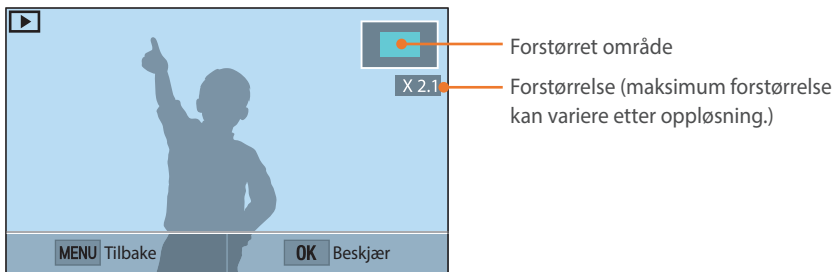 X 2.1
MENU Tilbake
OK Beskjær
Forstørret område
Forstørrelse (maksimum forstørrelse
kan variere etter oppløsning.)